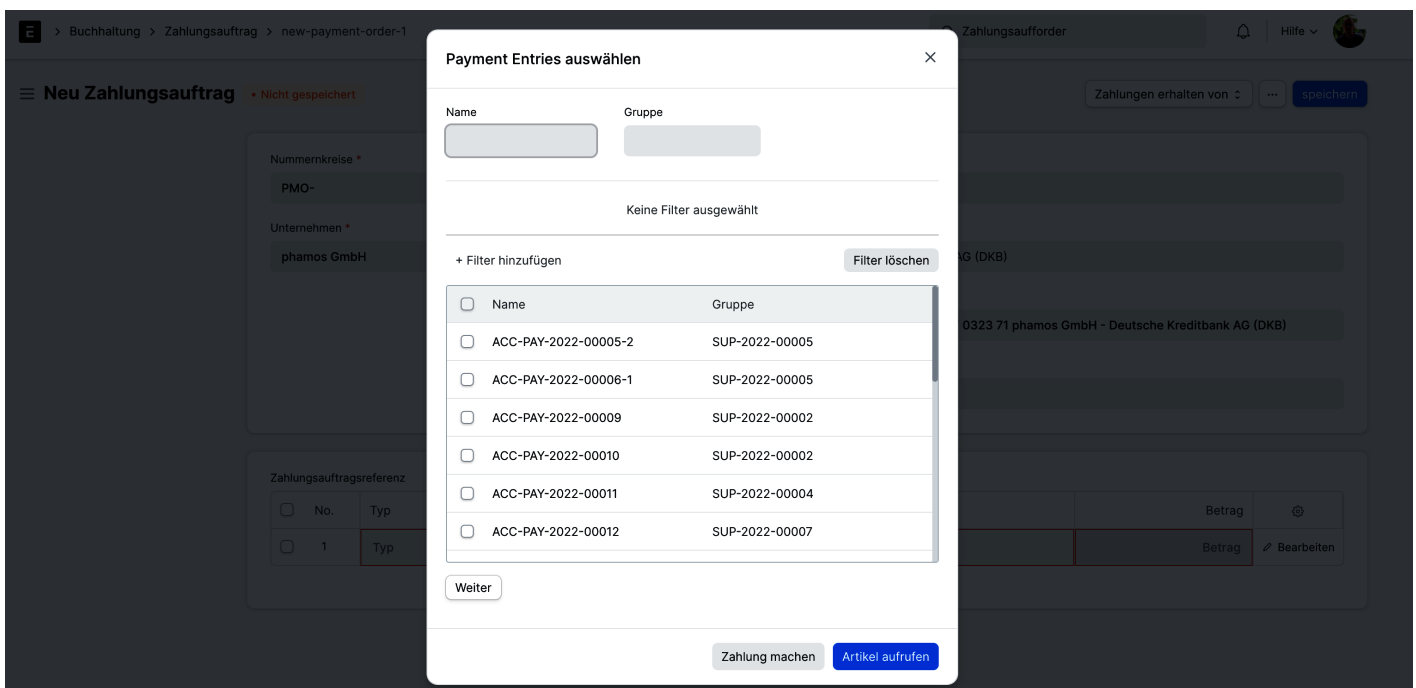 E > Buchhaltung > Zahlungsauftrag > new-payment-order-1
Zahlungsaufforder
Hilfe
Neu Zahlungsauftrag • Nicht gespeichert
Zahlungen erhalten von
...
speichern
Nummernkreise *
PMO-
Unternehmen *
phamos GmbH
AG (DKB)
0323 71 phamos GmbH - Deutsche Kreditbank AG (DKB)
Zahlungsauftragsreferenz
No. Typ Betrag
1 Typ Betrag Bearbeiten
Payment Entries auswählen
Name Gruppe
Keine Filter ausgewählt
+ Filter hinzufügen Filter löschen
Name Gruppe
ACC-PAY-2022-00005-2 SUP-2022-00005
ACC-PAY-2022-00006-1 SUP-2022-00005
ACC-PAY-2022-00009 SUP-2022-00002
ACC-PAY-2022-00010 SUP-2022-00002
ACC-PAY-2022-00011 SUP-2022-00004
ACC-PAY-2022-00012 SUP-2022-00007
Weiter
Zahlung machen Artikel aufrufen